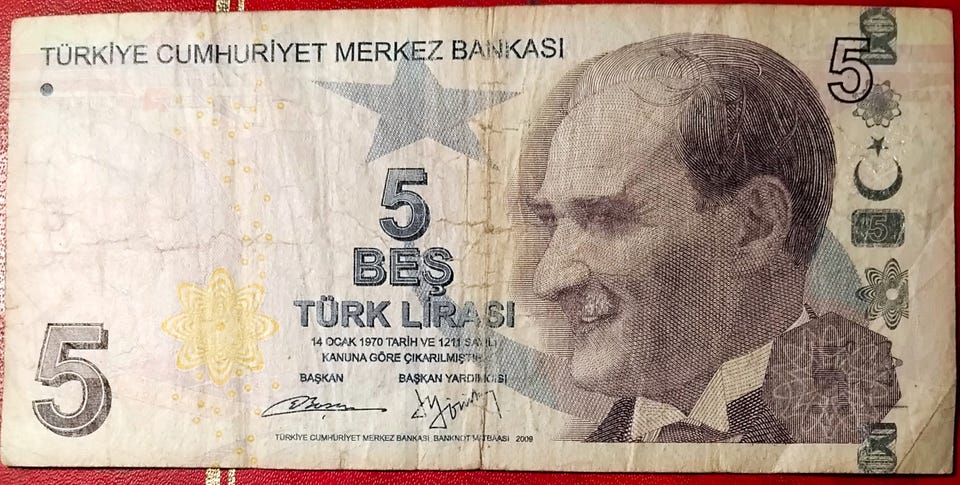 TÜRKİYE CUMHURİYET MERKEZ BANKASI
5
5
BEŞ
TÜRK LİRASI
14 OCAK 1970 TARİH VE 1211 SAYILI
KANUNA GÖRE ÇIKARILMIŞTIR.
BAŞKAN BAŞKAN YARDIMCISI
5
5
TÜRKİYE CUMHURİYET MERKEZ BANKASI BANKNOT MATBAASI 2009